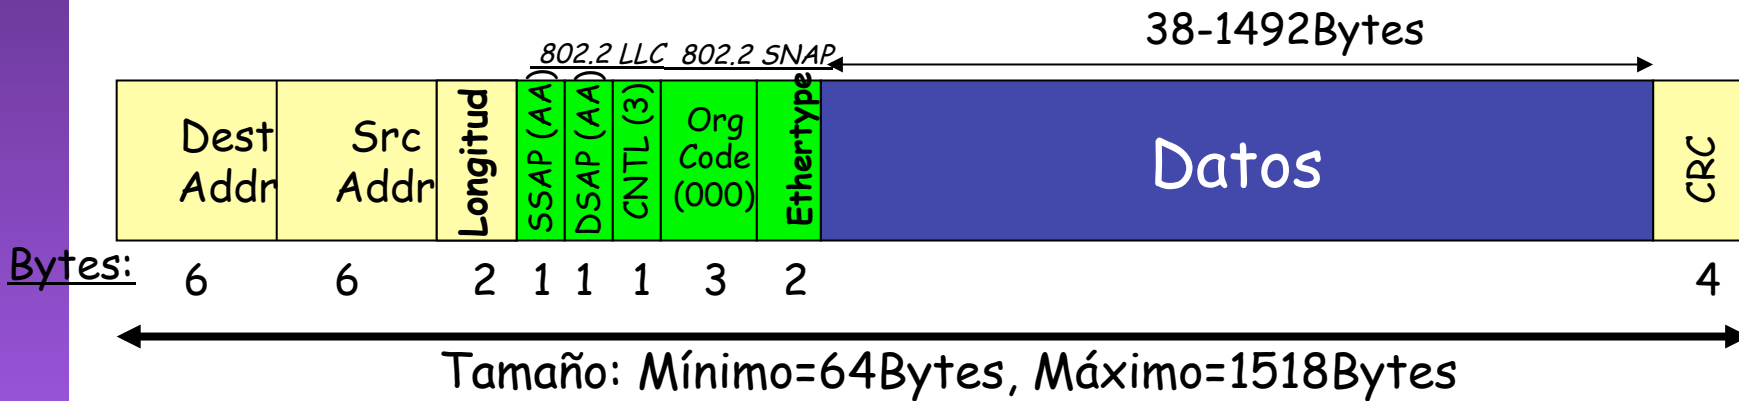 38-1492Bytes
802.2 LLC 802.2 SNAP
Dest
Addr
Src
Addr
Longitud
SSAP (AA)
DSAP (AA)
CNTL (3)
Org
Code
(000)
Ethertype
Datos
CRC
Bytes: 6 6 2 1 1 1 3 2 4
Tamaño: Mínimo=64Bytes, Máximo=1518Bytes